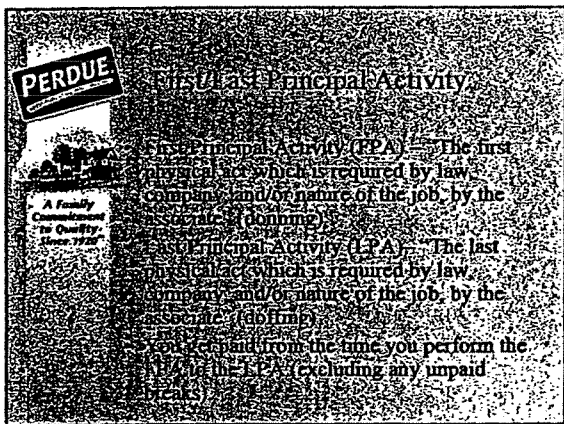 PERDUE
First/Last Principal Activity
First Principal Activity (FPA) – "The first
physical act which is required by law,
company, and/or nature of the job, by the
associate. (donning)
Last Principal Activity (LPA) – "The last
physical act which is required by law,
company, and/or nature of the job, by the
associate. (doffing)
You get paid from the time you perform the
FPA to the LPA (excluding any unpaid
breaks)
A Family
Commitment
to Quality
Since 1920